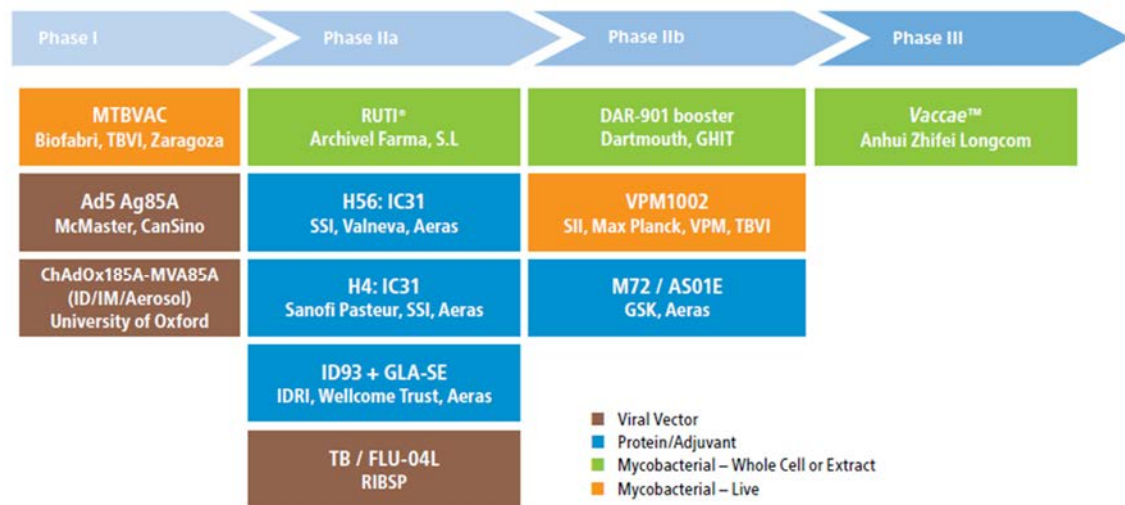 Phase I
Phase IIa
Phase IIb
Phase III
MTBVAC
Biofabri, TBVI, Zaragoza
RUTI®
Archivel Farma, S.L
DAR-901 booster
Dartmouth, GHIT
Vaccae™
Anhui Zhifei Longcom
Ad5 Ag85A
McMaster, CanSino
H56: IC31
SSI, Valneva, Aeras
VPM1002
SII, Max Planck, VPM, TBVI
ChAdOx185A-MVA85A
(ID/IM/Aerosol)
University of Oxford
H4: IC31
Sanofi Pasteur, SSI, Aeras
M72 / AS01E
GSK, Aeras
ID93 + GLA-SE
IDRI, Wellcome Trust, Aeras
TB / FLU-04L
RIBSP
Viral Vector
Protein/Adjuvant
Mycobacterial – Whole Cell or Extract
Mycobacterial – Live